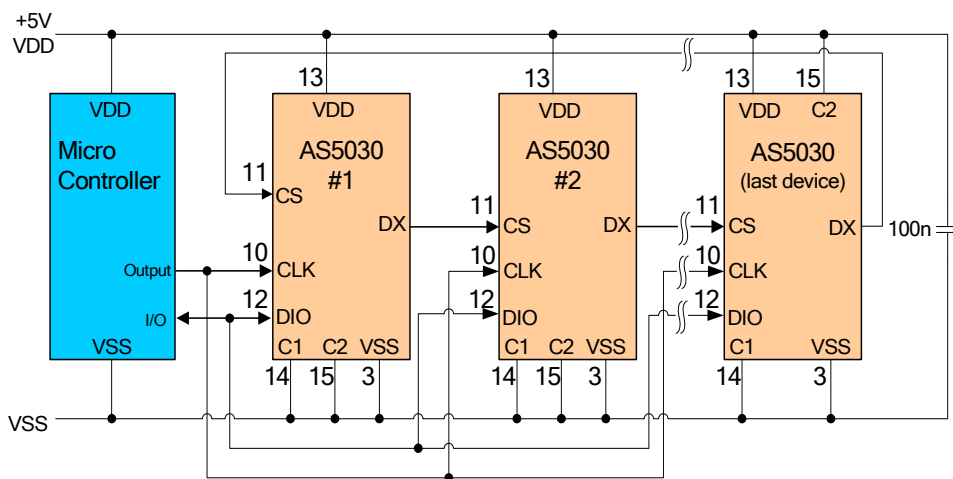 +5V
VDD
13
13
13
15
VDD
VDD
VDD
VDD
C2
Micro
Controller
AS5030
#1
AS5030
#2
AS5030
(last device)
11
CS
DX
11
CS
DX
11
CS
DX
100n
Output
10
CLK
10
CLK
10
CLK
I/O
12
DIO
12
DIO
12
DIO
VSS
C1
C2
VSS
C1
C2
VSS
C1
VSS
14
15
3
14
15
3
14
3
VSS